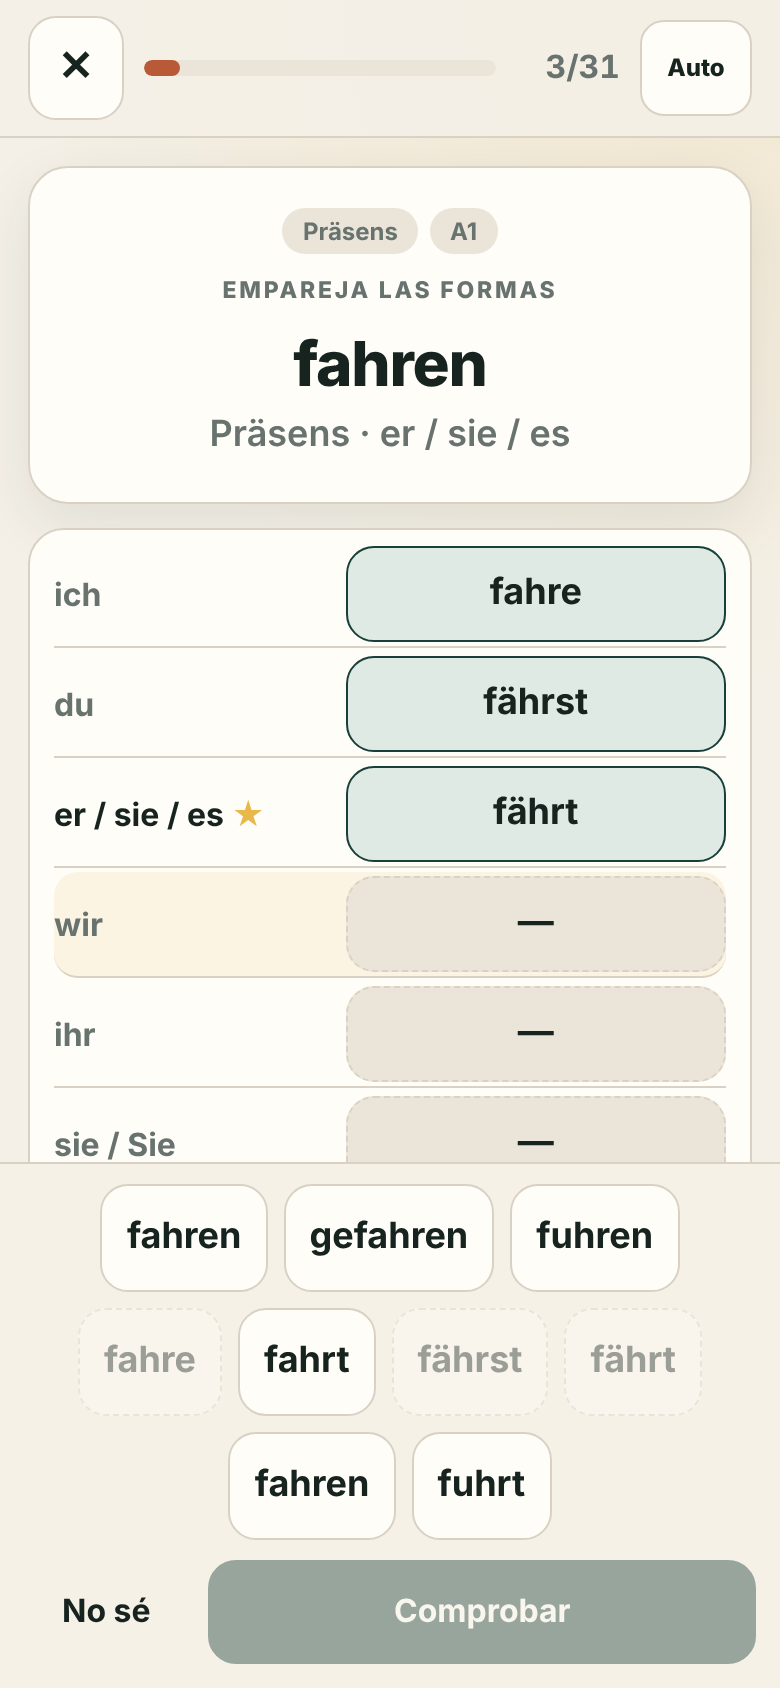 ✕ 3/31 Auto
Präsens A1
EMPAREJA LAS FORMAS
fahren
Präsens · er / sie / es
ich fahre
du fährst
er / sie / es ★ fährt
wir —
ihr —
sie / Sie —
fahren gefahren fuhren
fahre fahrt fährst fährt
fahren fuhrt
No sé Comprobar